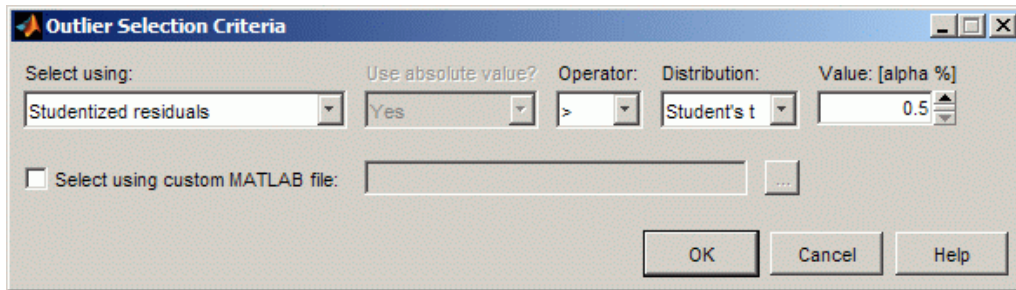 Outlier Selection Criteria
Select using: Use absolute value? Operator: Distribution: Value: [alpha %]
Studentized residuals Yes > Student's t 0.5
Select using custom MATLAB file: ...
OK Cancel Help